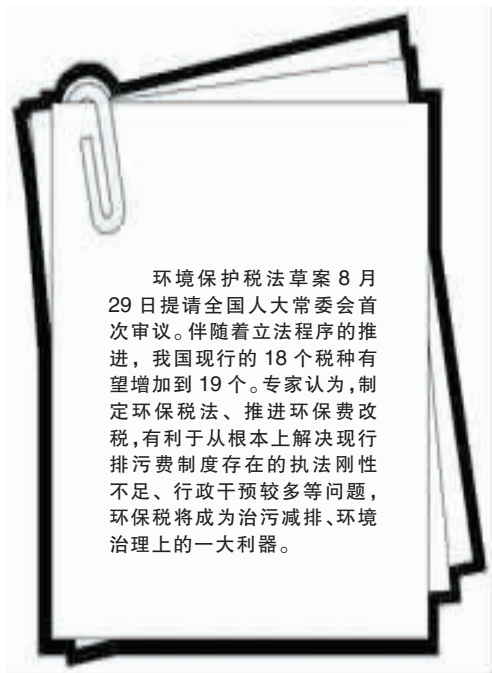 环境保护税法草案 8 月
29 日提请全国人大常委会首
次审议。伴随着立法程序的推
进，我国现行的 18 个税种有
望增加到 19 个。专家认为，制
定环保税法、推进环保费改
税，有利于从根本上解决现行
排污费制度存在的执法刚性
不足、行政干预较多等问题，
环保税将成为治污减排、环境
治理上的一大利器。